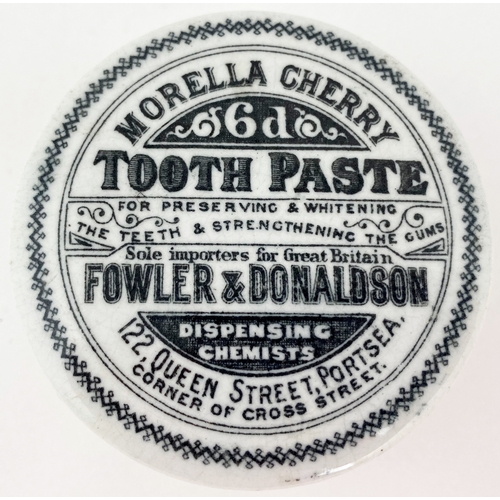 MORELLA CHERRY
6d
TOOTH PASTE
FOR PRESERVING & WHITENING
THE TEETH & STRENGTHENING THE GUMS
Sole importers for Great Britain
FOWLER & DONALDSON
DISPENSING
CHEMISTS
122, QUEEN STREET, PORTSEA,
CORNER OF CROSS STREET.